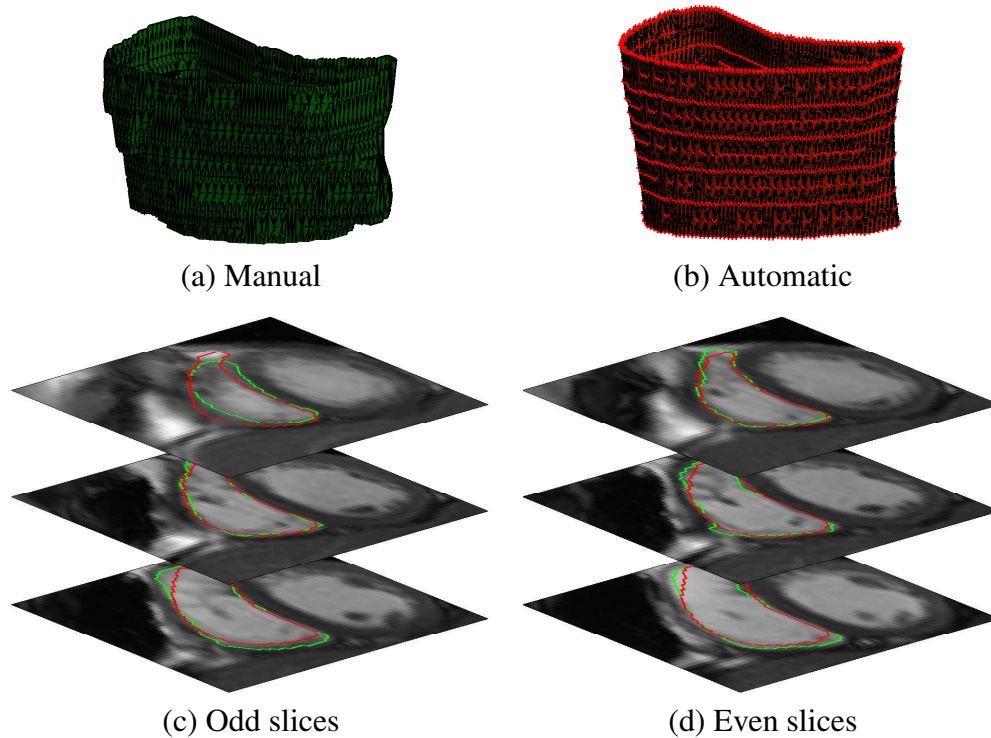 (a) Manual
(b) Automatic
(c) Odd slices
(d) Even slices